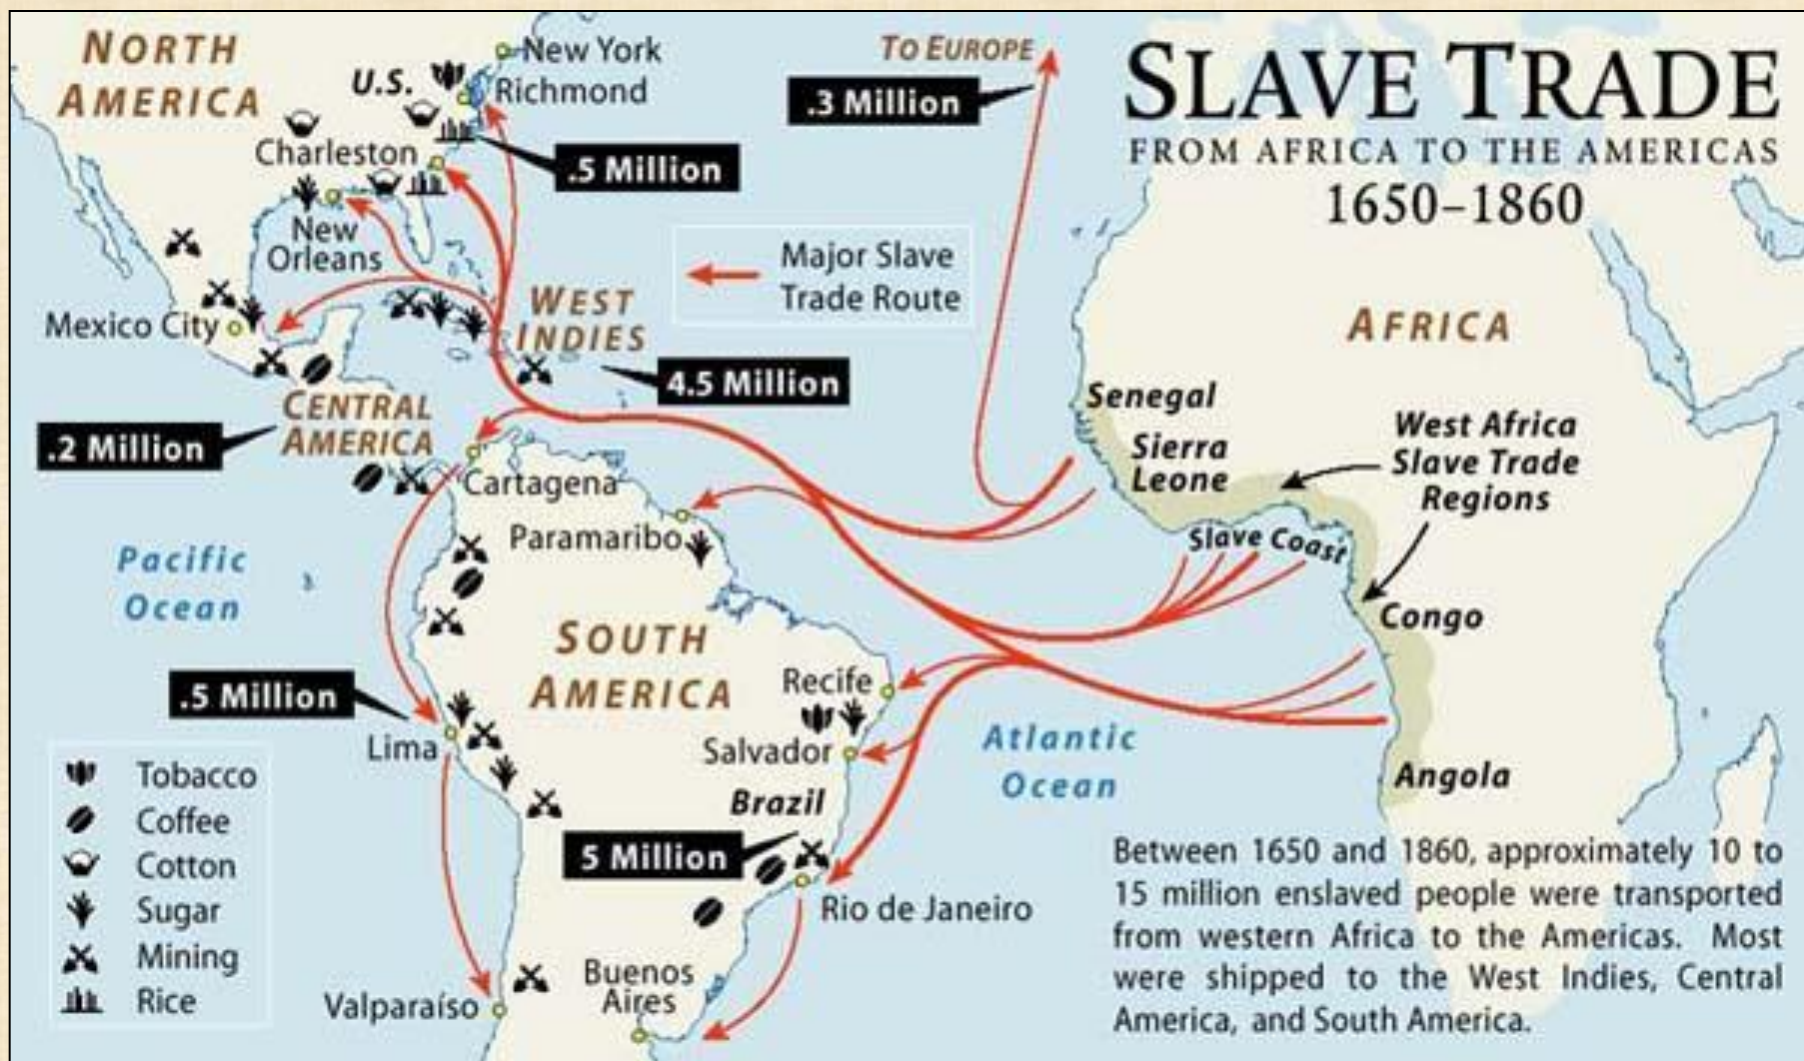 SLAVE TRADE
FROM AFRICA TO THE AMERICAS
1650–1860
NORTH
AMERICA
U.S.
New York
Richmond
Charleston
New
Orleans
Mexico City
.5 Million
TO EUROPE
.3 Million
Major Slave
Trade Route
WEST
INDIES
4.5 Million
CENTRAL
AMERICA
.2 Million
Cartagena
Paramaribo
Pacific
Ocean
SOUTH
AMERICA
.5 Million
Lima
Recife
Salvador
Brazil
5 Million
Rio de Janeiro
Buenos
Aires
Valparaíso
Atlantic
Ocean
AFRICA
Senegal
Sierra
Leone
West Africa
Slave Trade
Regions
Slave Coast
Congo
Angola
Tobacco
Coffee
Cotton
Sugar
Mining
Rice
Between 1650 and 1860, approximately 10 to
15 million enslaved people were transported
from western Africa to the Americas. Most
were shipped to the West Indies, Central
America, and South America.